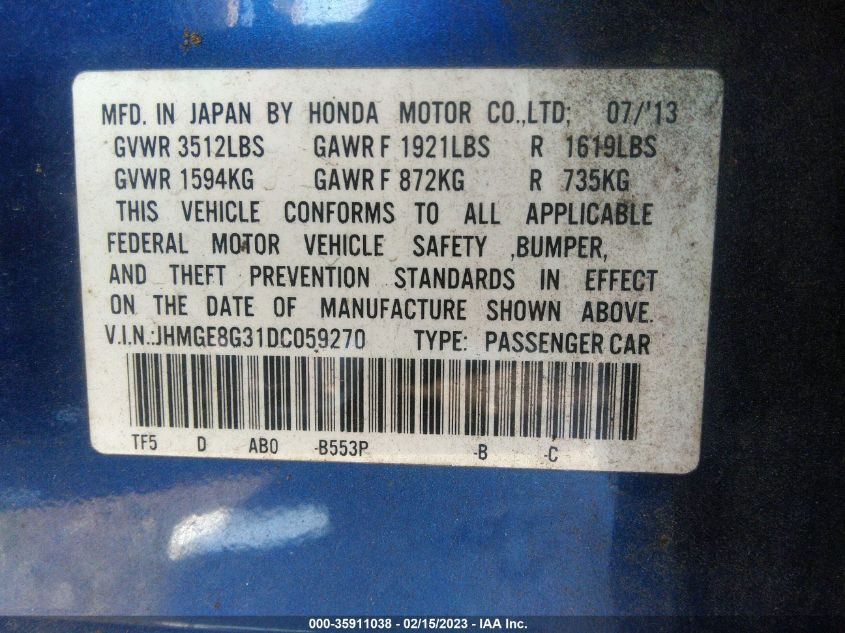 MFD. IN JAPAN BY HONDA MOTOR CO.,LTD; 07/'13
GVWR 3512LBS GAWR F 1921LBS R 1619LBS
GVWR 1594KG GAWR F 872KG R 735KG
THIS VEHICLE CONFORMS TO ALL APPLICABLE
FEDERAL MOTOR VEHICLE SAFETY ,BUMPER,
AND THEFT PREVENTION STANDARDS IN EFFECT
ON THE DATE OF MANUFACTURE SHOWN ABOVE.
V.I.N.:JHMGE8G31DC059270 TYPE: PASSENGER CAR
TF5 D AB0 -B553P -B -C
000-35911038 - 02/15/2023 - IAA Inc.